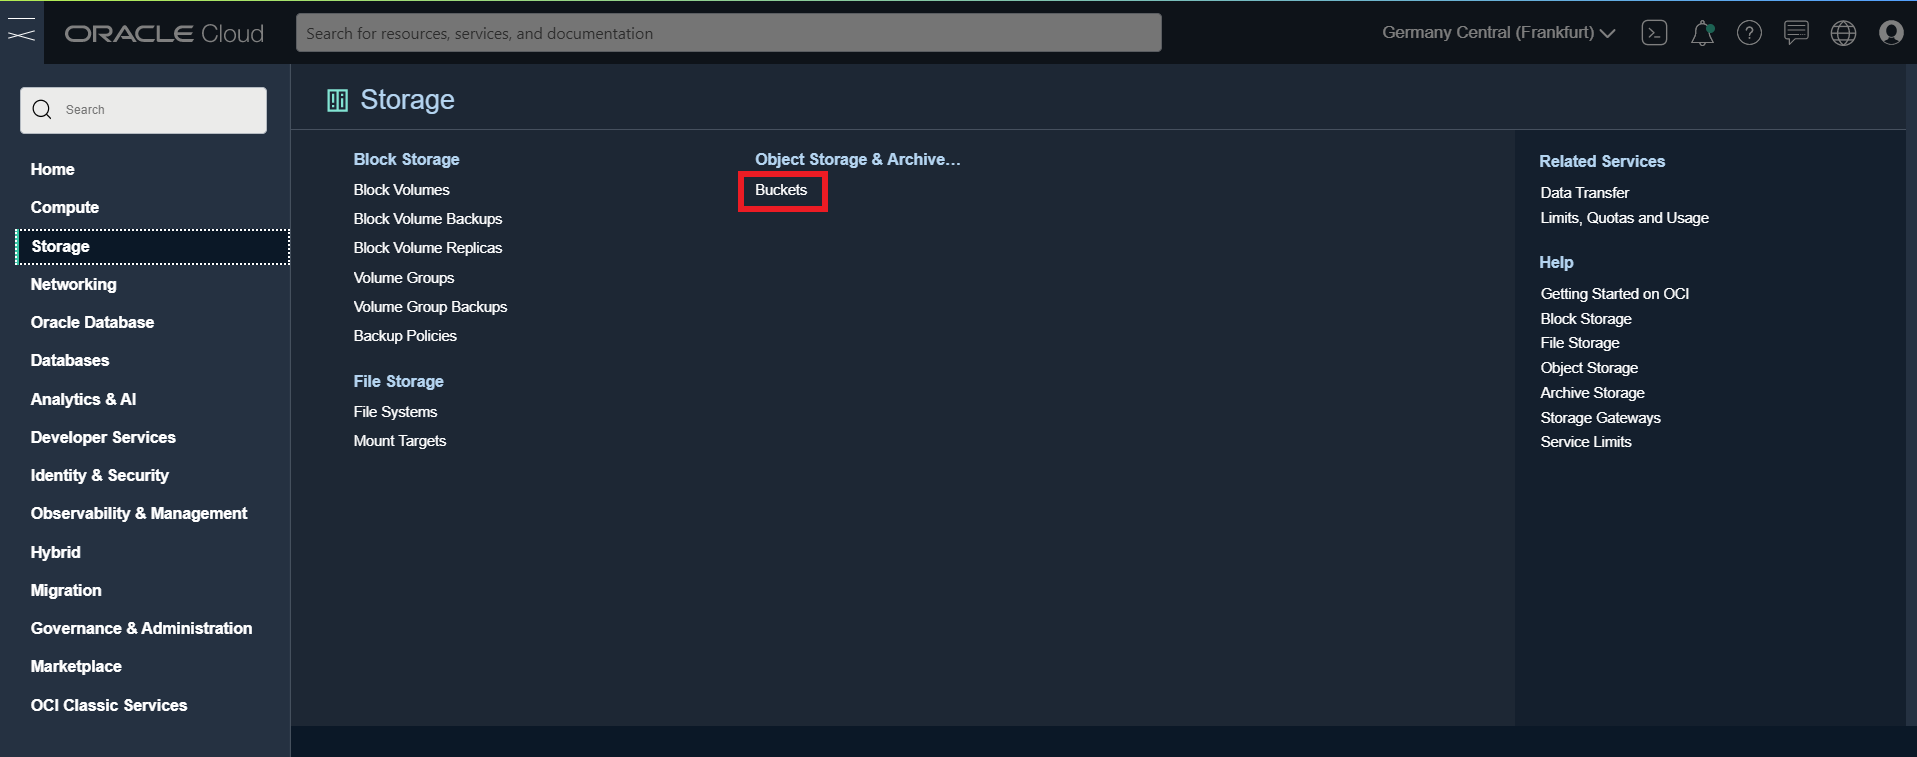 ORACLE Cloud
Search for resources, services, and documentation
Germany Central (Frankfurt)
Search
Home
Compute
Storage
Networking
Oracle Database
Databases
Analytics & AI
Developer Services
Identity & Security
Observability & Management
Hybrid
Migration
Governance & Administration
Marketplace
OCI Classic Services
Storage
Block Storage
Block Volumes
Block Volume Backups
Block Volume Replicas
Volume Groups
Volume Group Backups
Backup Policies
File Storage
File Systems
Mount Targets
Object Storage & Archive...
Buckets
Related Services
Data Transfer
Limits, Quotas and Usage
Help
Getting Started on OCI
Block Storage
File Storage
Object Storage
Archive Storage
Storage Gateways
Service Limits